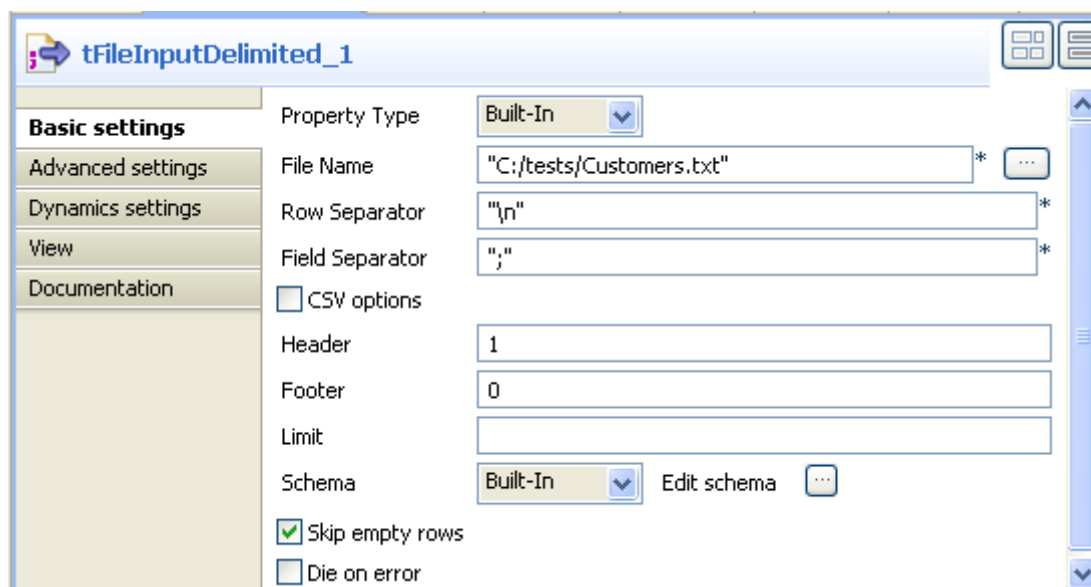 tFileInputDelimited_1
Basic settings
Advanced settings
Dynamics settings
View
Documentation
Property Type Built-In
File Name "C:/tests/Customers.txt" * ...
Row Separator "\n" *
Field Separator ";" *
CSV options
Header 1
Footer 0
Limit
Schema Built-In Edit schema ...
Skip empty rows
Die on error